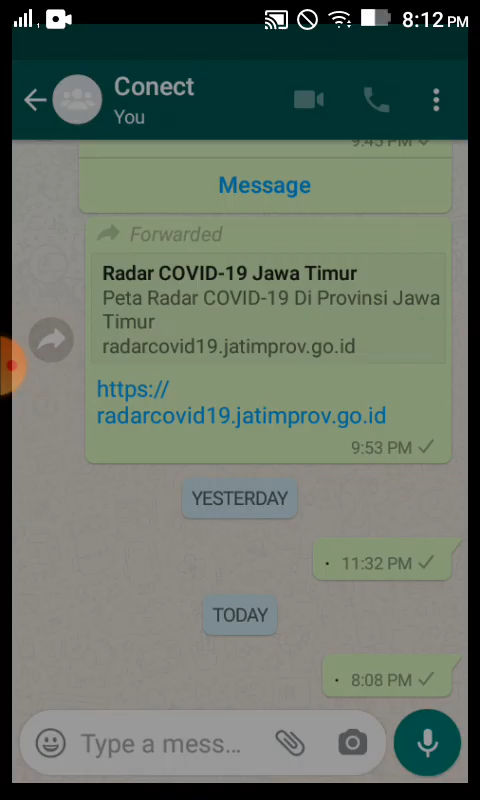 8:12 PM
Conect
You
9:43 PM
Message
Forwarded
Radar COVID-19 Jawa Timur
Peta Radar COVID-19 Di Provinsi Jawa
Timur
radarcovid19.jatimprov.go.id
https://
radarcovid19.jatimprov.go.id
9:53 PM
YESTERDAY
. 11:32 PM
TODAY
. 8:08 PM
Type a mess...